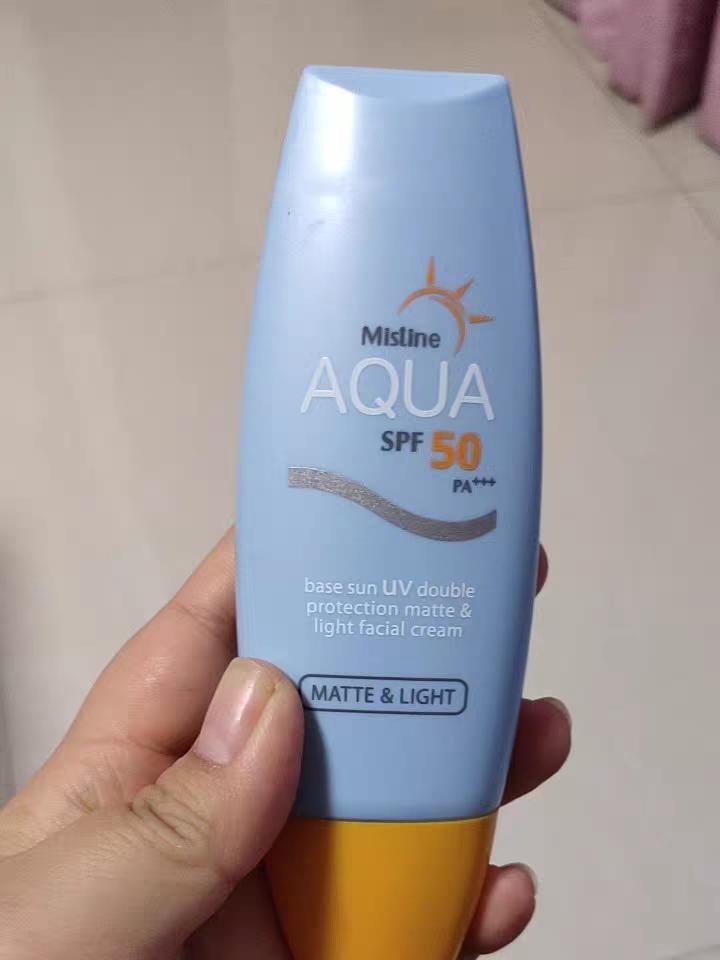 Mistine
AQUA
SPF 50
PA+++
base sun UV double
protection matte &
light facial cream
MATTE & LIGHT